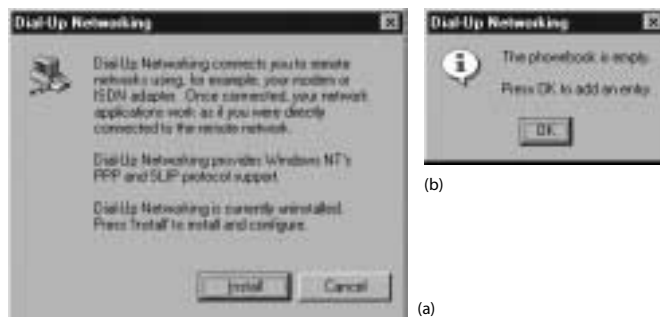 Dial-Up Networking
Dial-Up Networking connects you to remote
networks using, for example, your modem or
ISDN adapter. Once connected, your network
applications work as if you were directly
connected to the remote network.
Dial-Up Networking provides Windows NT's
PPP and SLIP protocol support.
Dial-Up Networking is currently uninstalled.
Press 'Install' to install and configure.
Install
Cancel
(a)
Dial-Up Networking
The phonebook is empty.
Press OK to add an entry.
OK
(b)